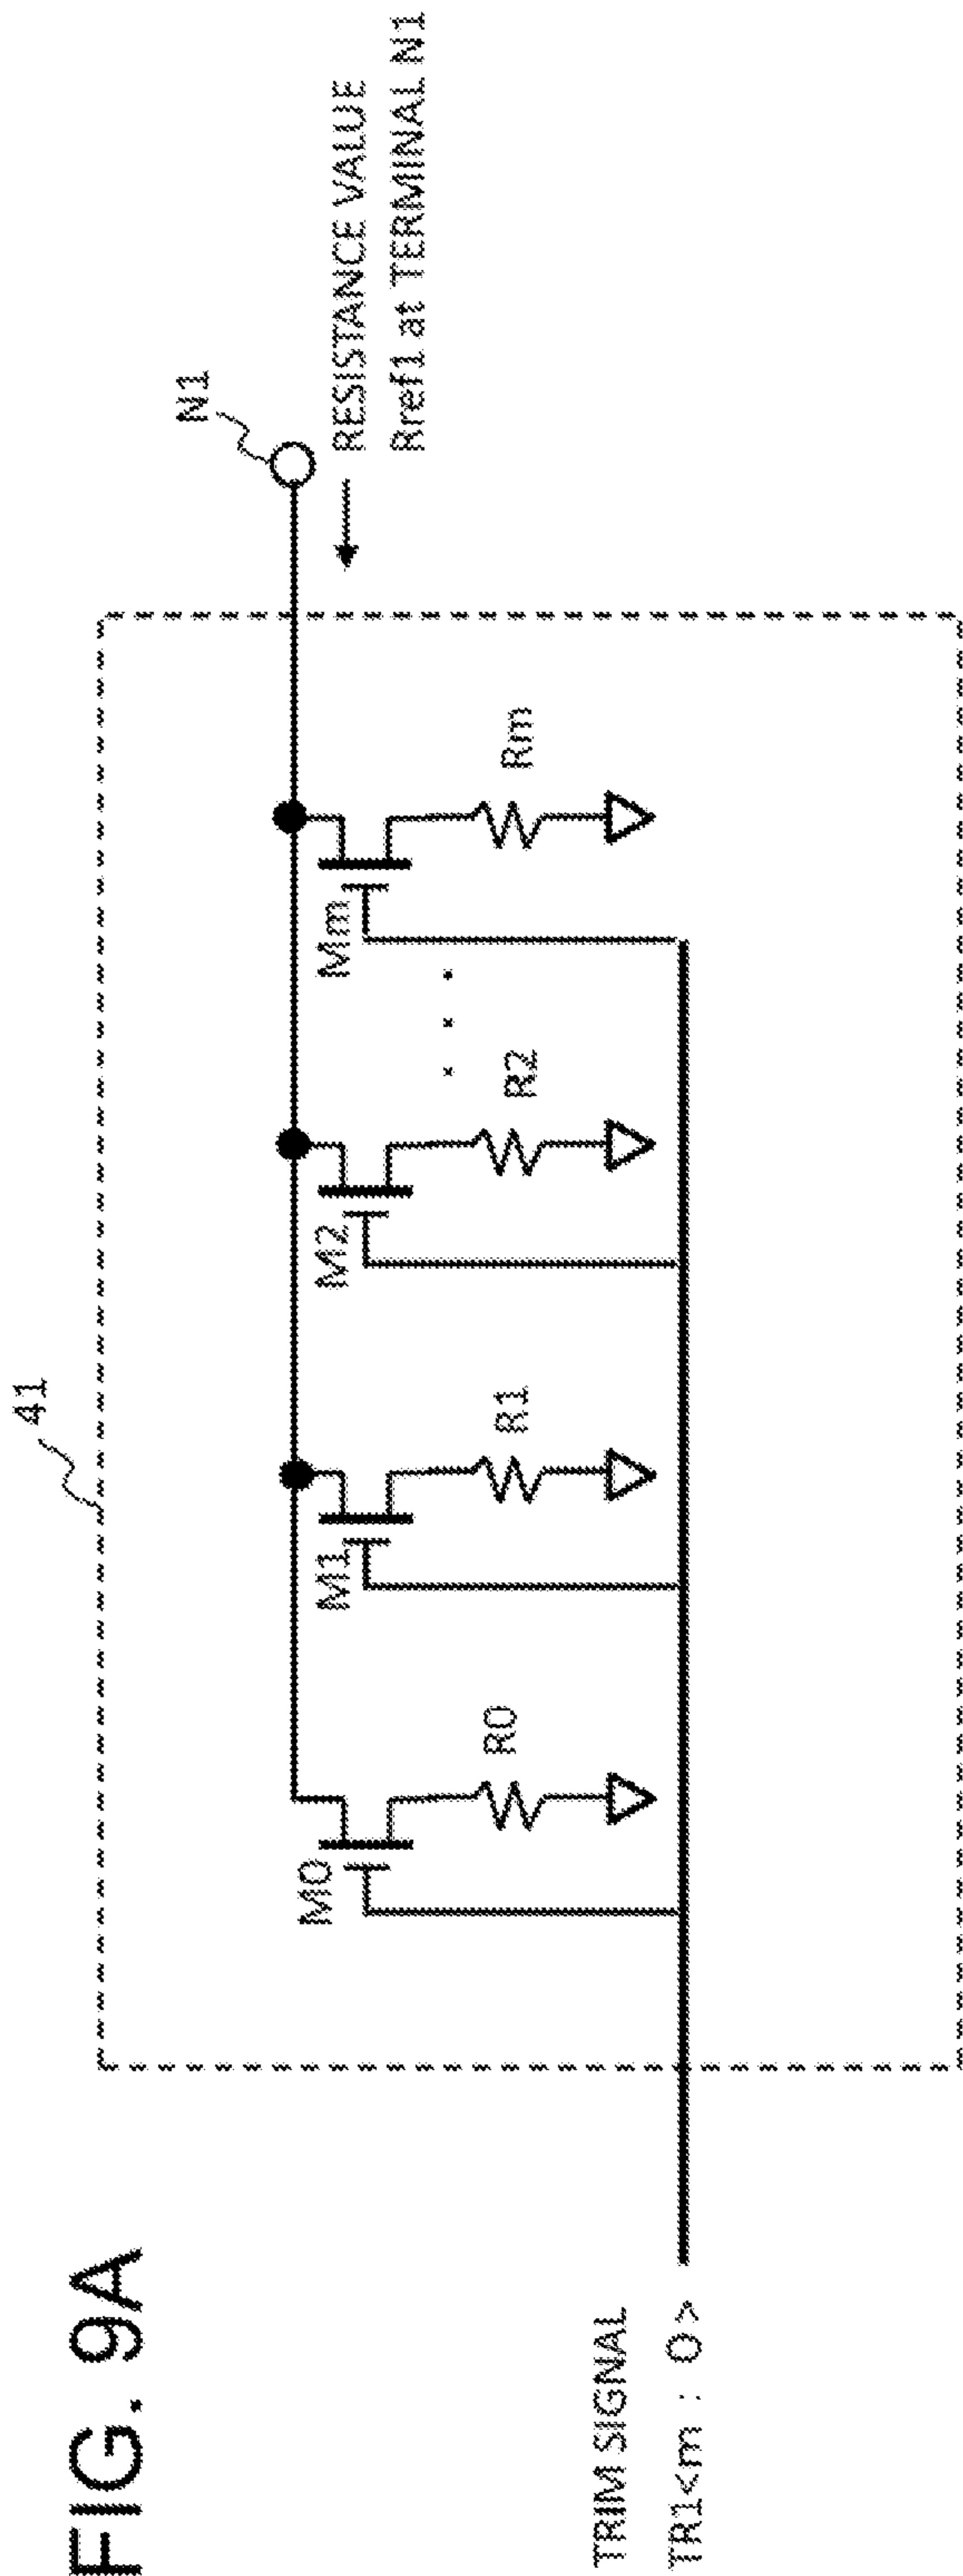 FIG. 9A
41
N1
RESISTANCE VALUE
Rref1 at TERMINAL N1
M0
M1
M2
Mm
R0
R1
R2
. . .
Rm
TRIM SIGNAL
TR1<m : 0>